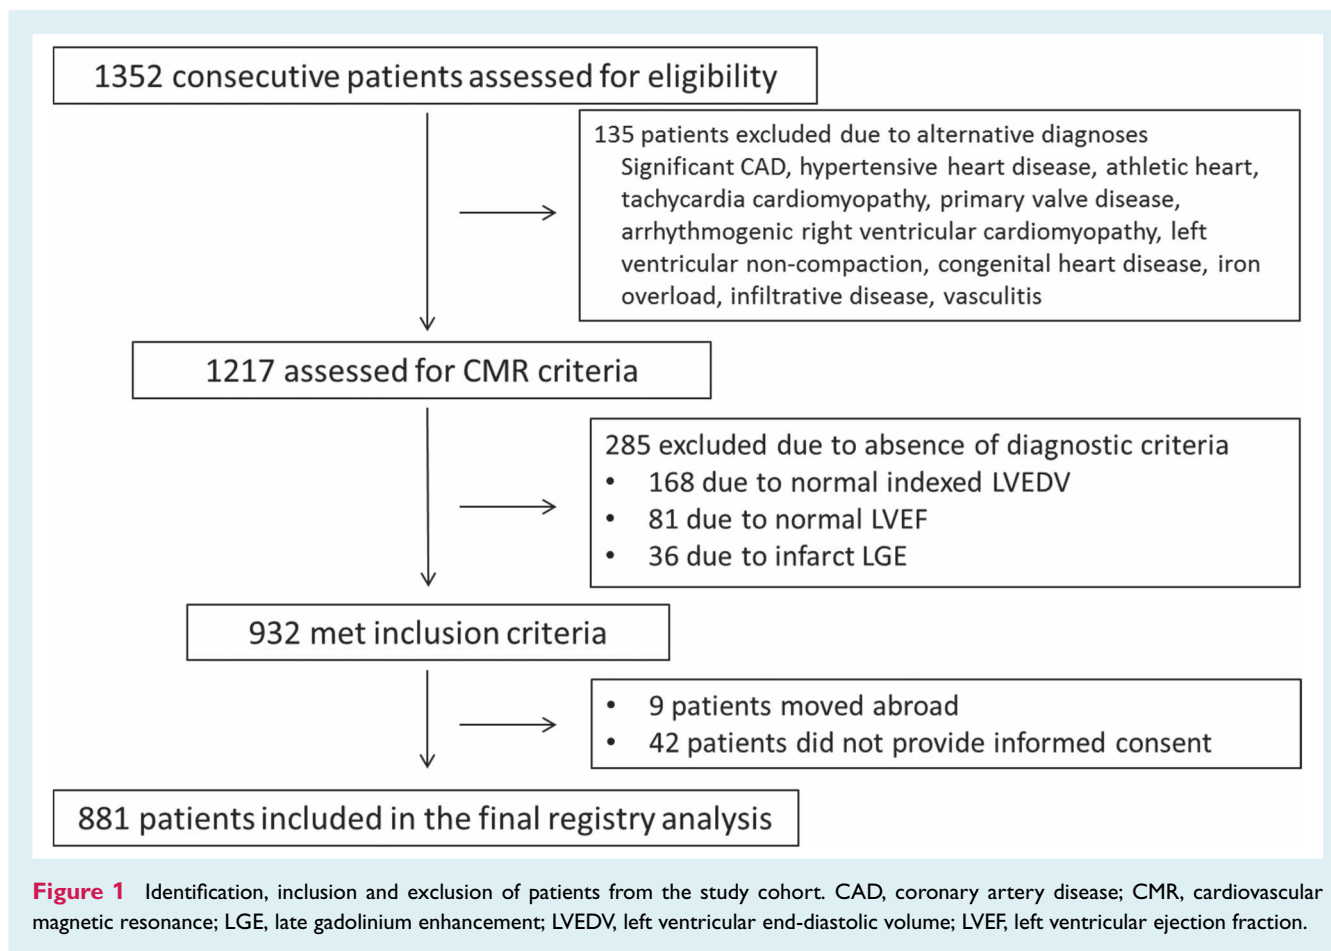 1352 consecutive patients assessed for eligibility
135 patients excluded due to alternative diagnoses
Significant CAD, hypertensive heart disease, athletic heart,
tachycardia cardiomyopathy, primary valve disease,
arrhythmogenic right ventricular cardiomyopathy, left
ventricular non-compaction, congenital heart disease, iron
overload, infiltrative disease, vasculitis
1217 assessed for CMR criteria
285 excluded due to absence of diagnostic criteria
• 168 due to normal indexed LVEDV
• 81 due to normal LVEF
• 36 due to infarct LGE
932 met inclusion criteria
• 9 patients moved abroad
• 42 patients did not provide informed consent
881 patients included in the final registry analysis
Figure 1 Identification, inclusion and exclusion of patients from the study cohort. CAD, coronary artery disease; CMR, cardiovascular
magnetic resonance; LGE, late gadolinium enhancement; LVEDV, left ventricular end-diastolic volume; LVEF, left ventricular ejection fraction.